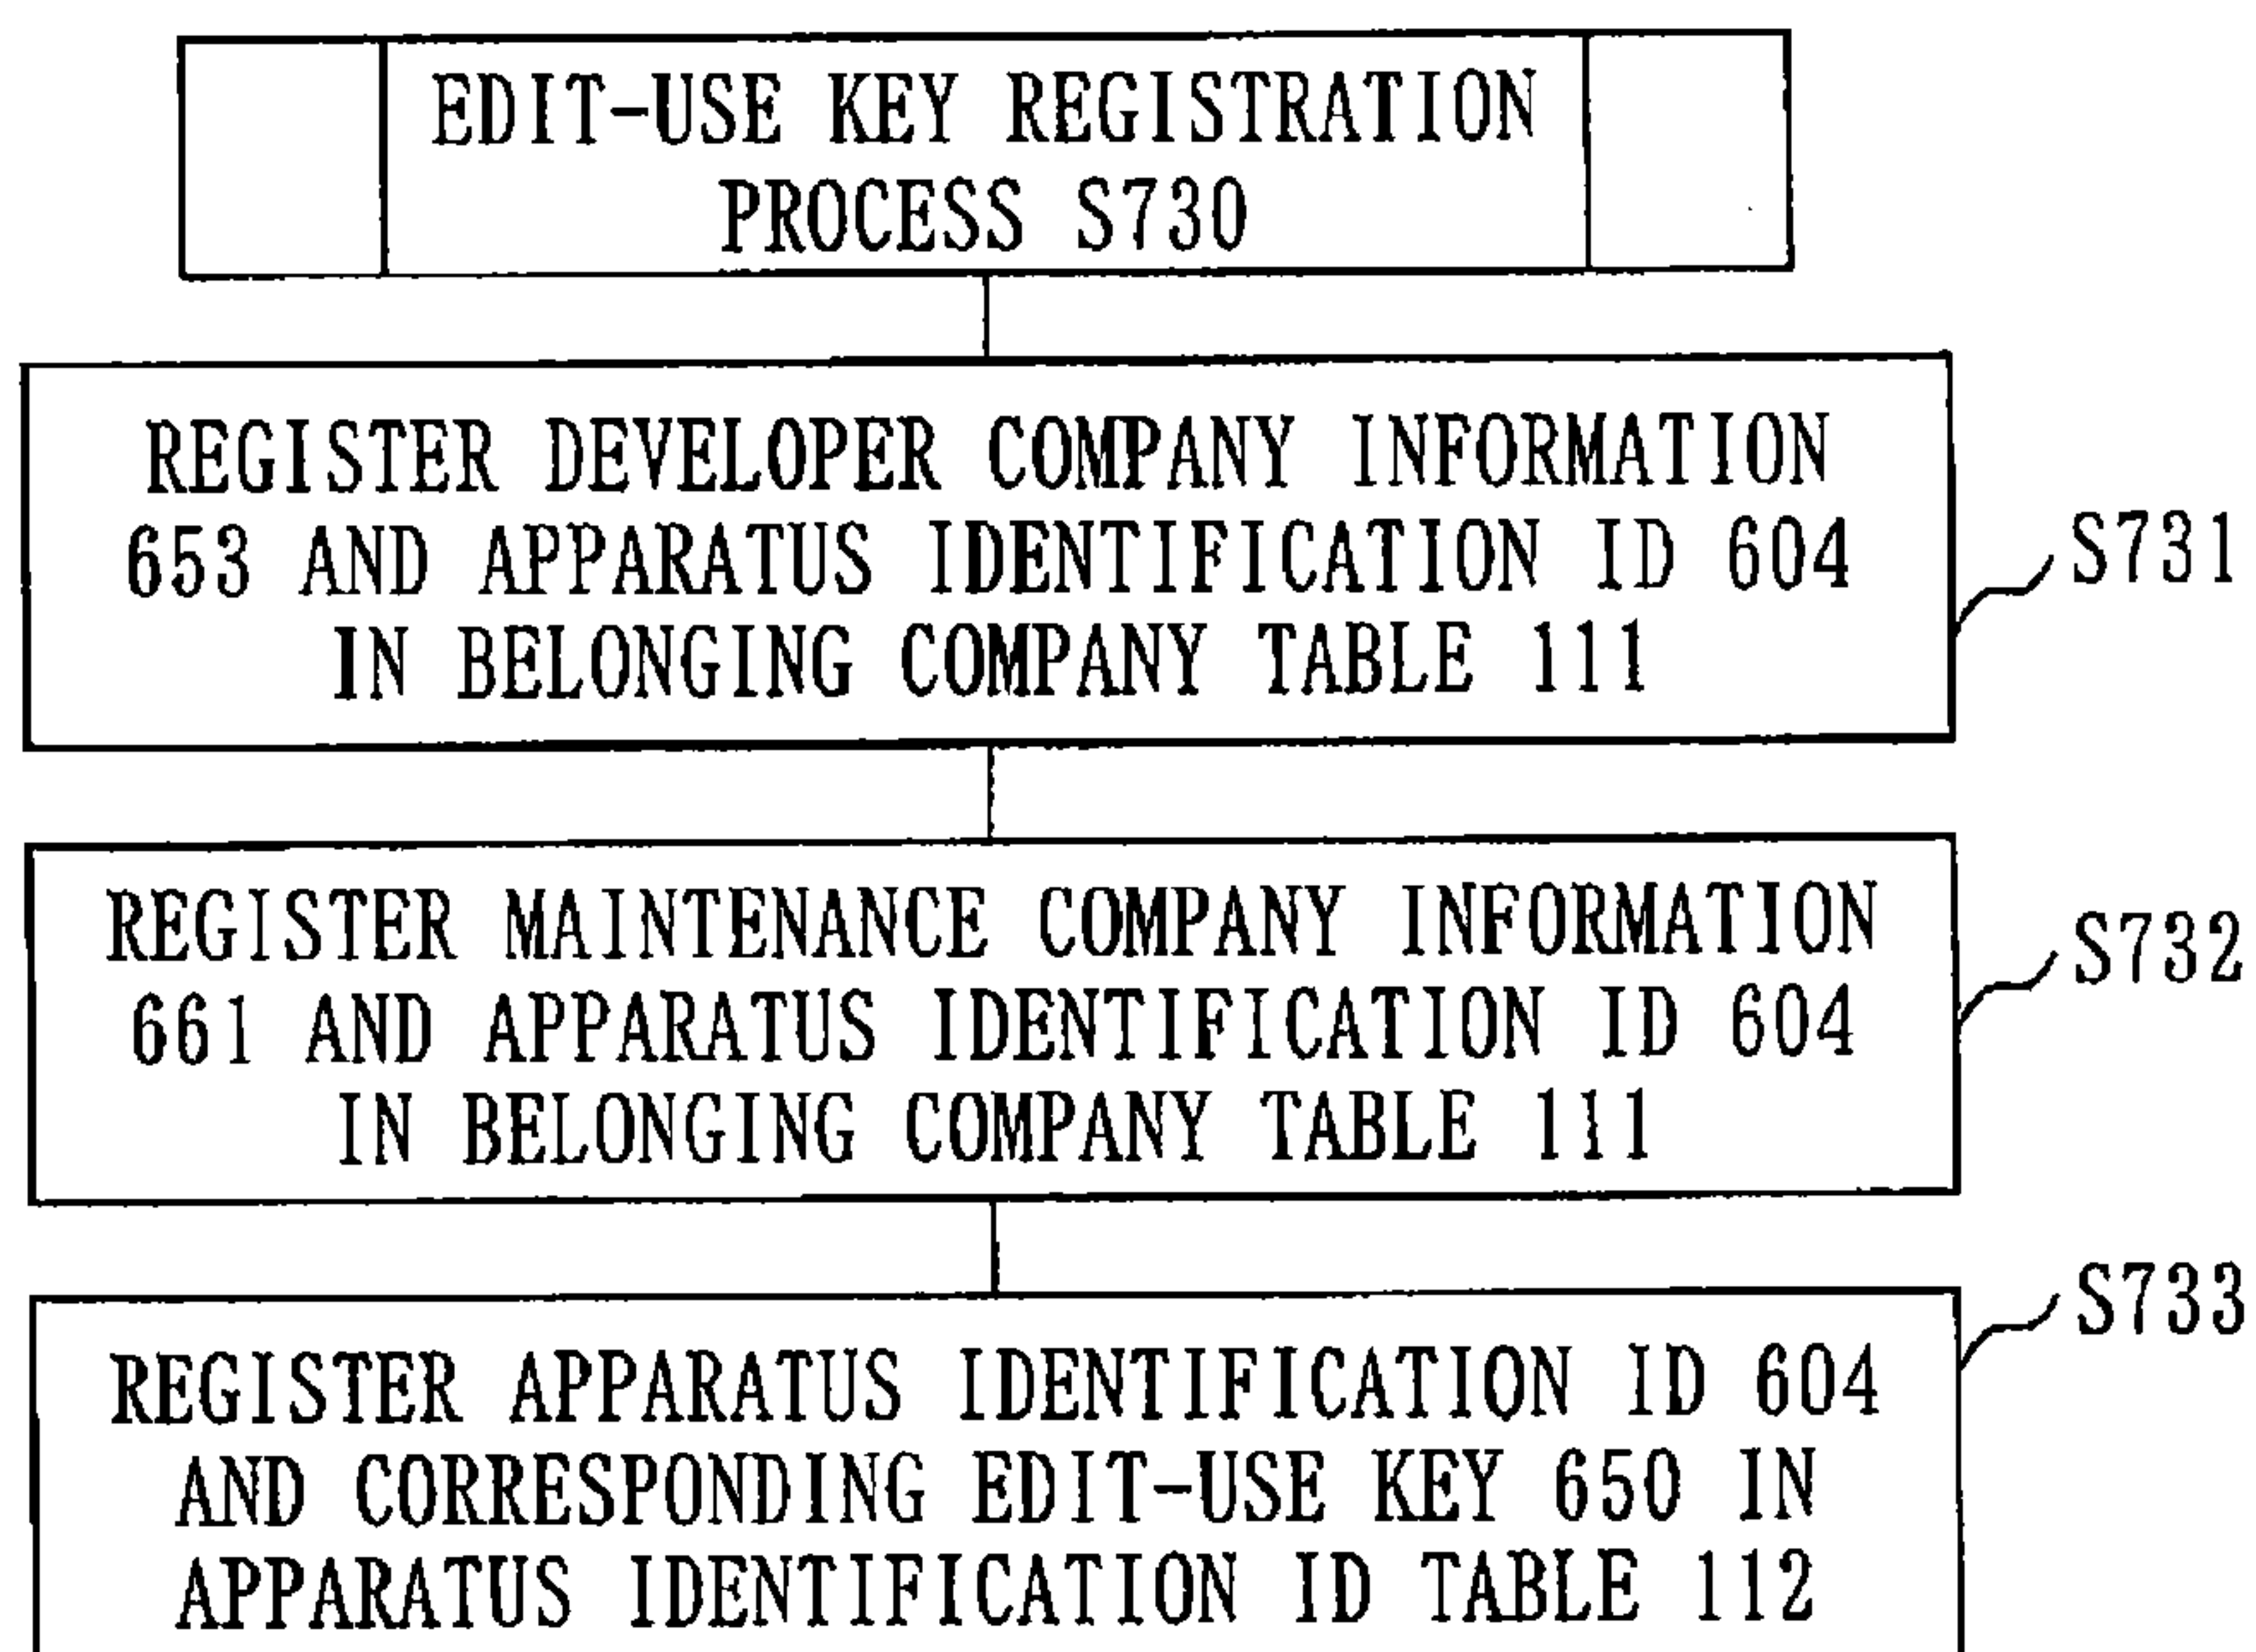 EDIT-USE KEY REGISTRATION
PROCESS S730
REGISTER DEVELOPER COMPANY INFORMATION
653 AND APPARATUS IDENTIFICATION ID 604
IN BELONGING COMPANY TABLE 111
S731
REGISTER MAINTENANCE COMPANY INFORMATION
661 AND APPARATUS IDENTIFICATION ID 604
IN BELONGING COMPANY TABLE 111
S732
REGISTER APPARATUS IDENTIFICATION ID 604
AND CORRESPONDING EDIT-USE KEY 650 IN
APPARATUS IDENTIFICATION ID TABLE 112
S733